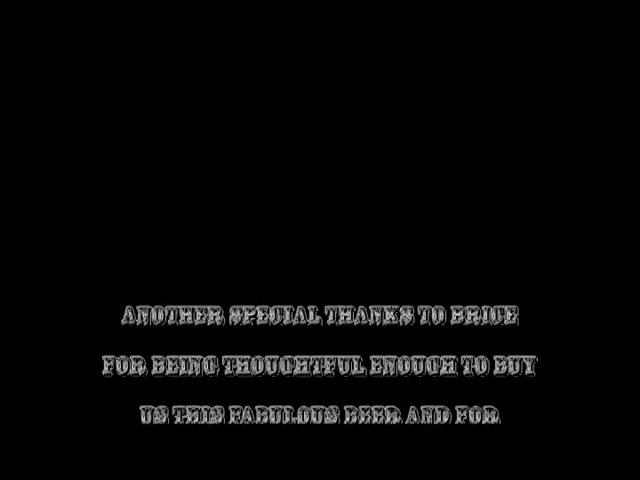 ANOTHER SPECIAL THANKS TO BRICE
FOR BEING THOUGHTFUL ENOUGH TO BUY
US THIS FABULOUS BEER AND FOR